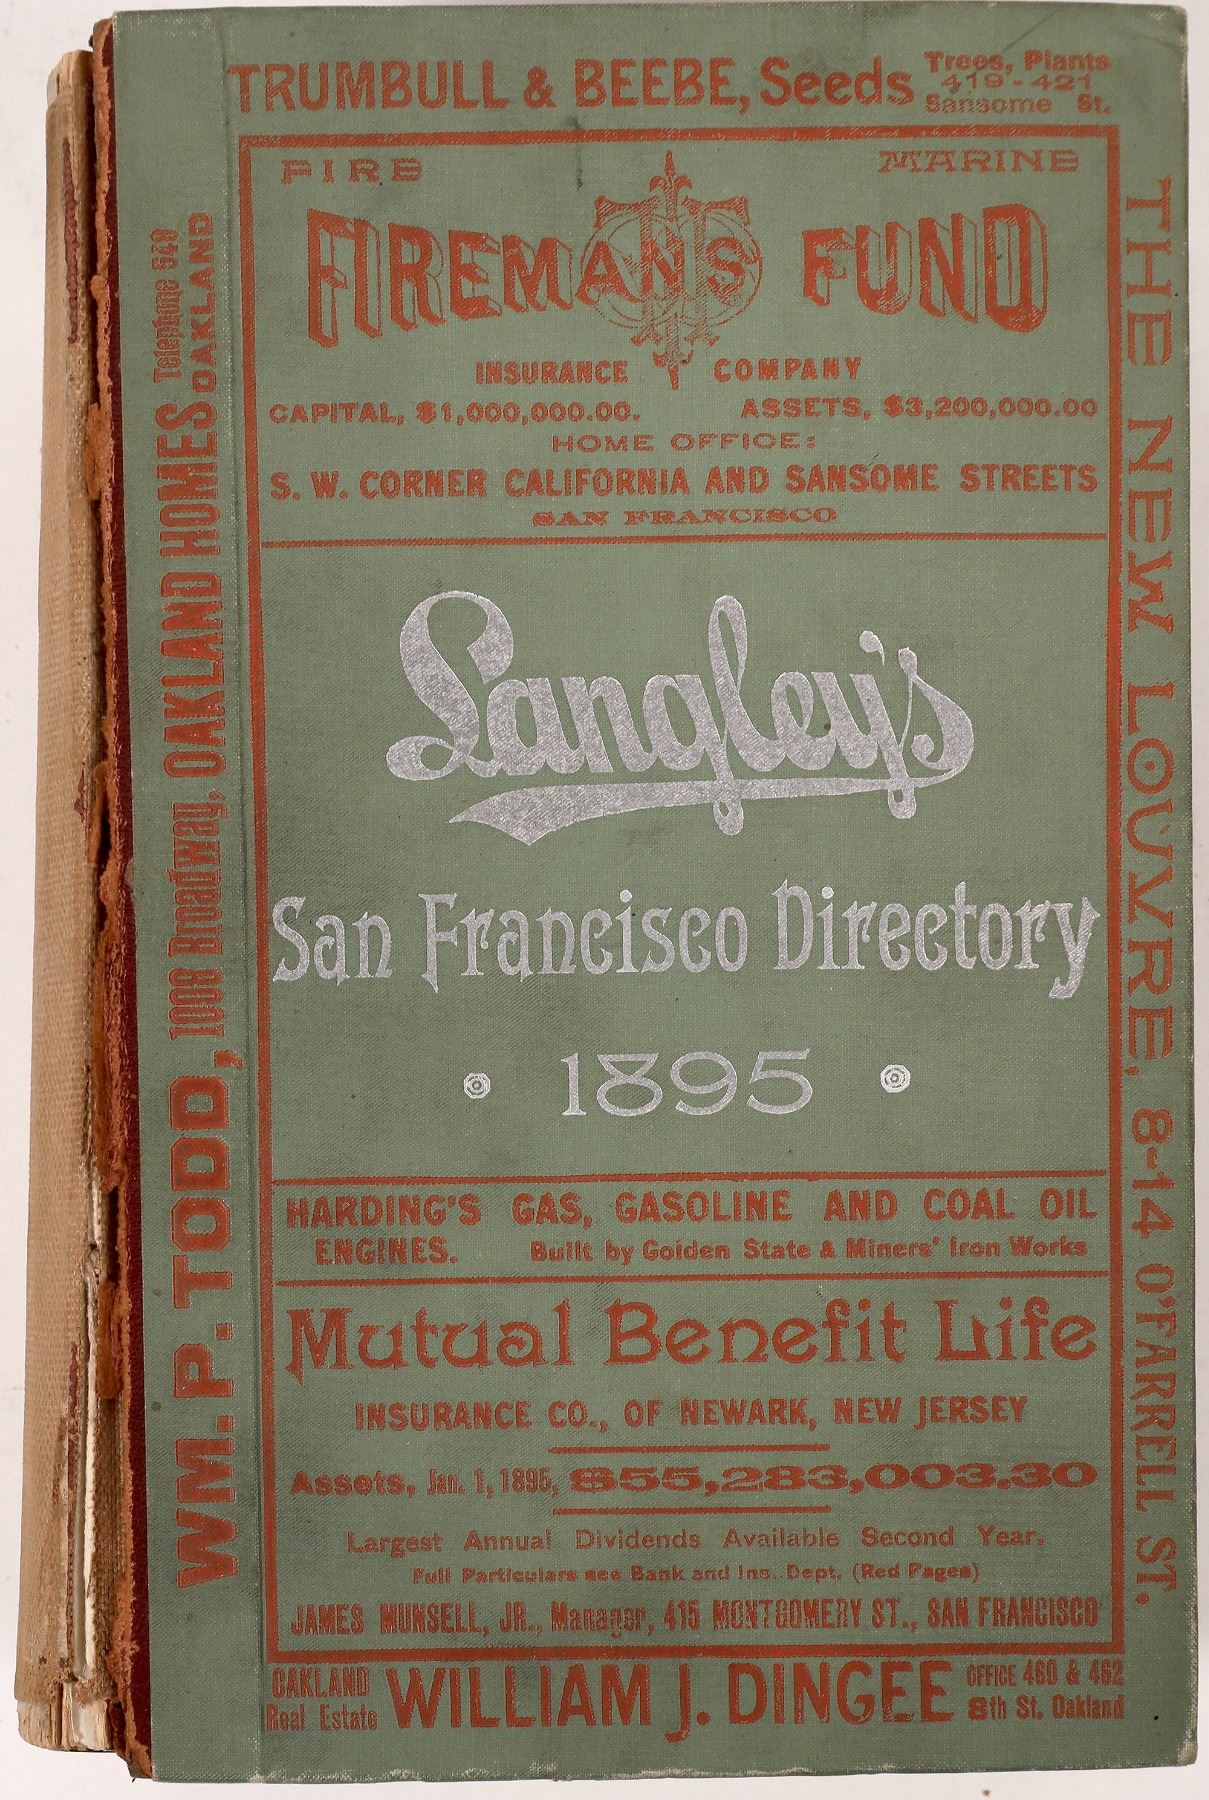 TRUMBULL & BEEBE, Seeds Trees, Plants
419-421
Sansome St.
FIRE MARINE
FIREMANS FUND
INSURANCE COMPANY
CAPITAL, $1,000,000.00. ASSETS, $3,200,000.00
HOME OFFICE:
S. W. CORNER CALIFORNIA AND SANSOME STREETS
SAN FRANCISCO
Langley's
San Francisco Directory
• 1895 •
HARDING'S GAS, GASOLINE AND COAL OIL
ENGINES. Built by Golden State & Miners' Iron Works
Mutual Benefit Life
INSURANCE CO., OF NEWARK, NEW JERSEY
Assets, Jan. 1, 1895, $55,283,003.30
Largest Annual Dividends Available Second Year.
Full Particulars see Bank and Ins. Dept. (Red Pages)
JAMES MUNSELL, JR., Manager, 415 MONTGOMERY ST., SAN FRANCISCO
OAKLAND
Real Estate
WILLIAM J. DINGEE
OFFICE 460 & 462
8th St. Oakland
WM. P. TODD, 1008 Broadway, OAKLAND HOMES Telephone 540
OAKLAND
THE NEW LOUVRE, 8-14 O'FARREL ST.